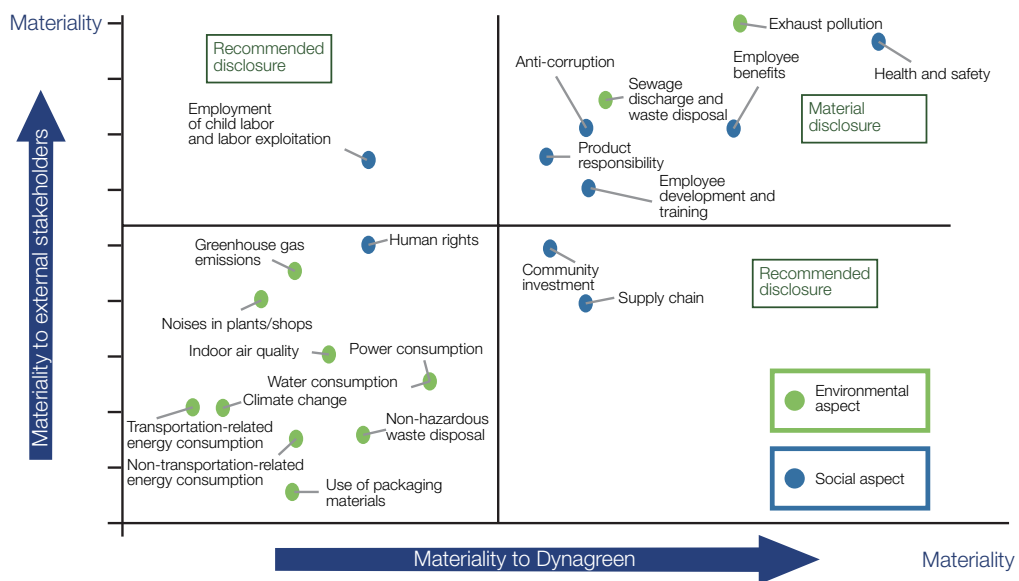 Materiality
Exhaust pollution
Recommended
disclosure
Anti-corruption
Employee
benefits
Health and safety
Sewage
discharge and
waste disposal
Material
disclosure
Employment
of child labor
and labor exploitation
Product
responsibility
Employee
development and
training
Materiality to external stakeholders
Greenhouse gas
emissions
Human rights
Community
investment
Recommended
disclosure
Supply chain
Noises in plants/shops
Indoor air quality
Power consumption
Water consumption
Climate change
Transportation-related
energy consumption
Non-hazardous
waste disposal
Non-transportation-related
energy consumption
Use of packaging
materials
Environmental
aspect
Social aspect
Materiality to Dynagreen
Materiality